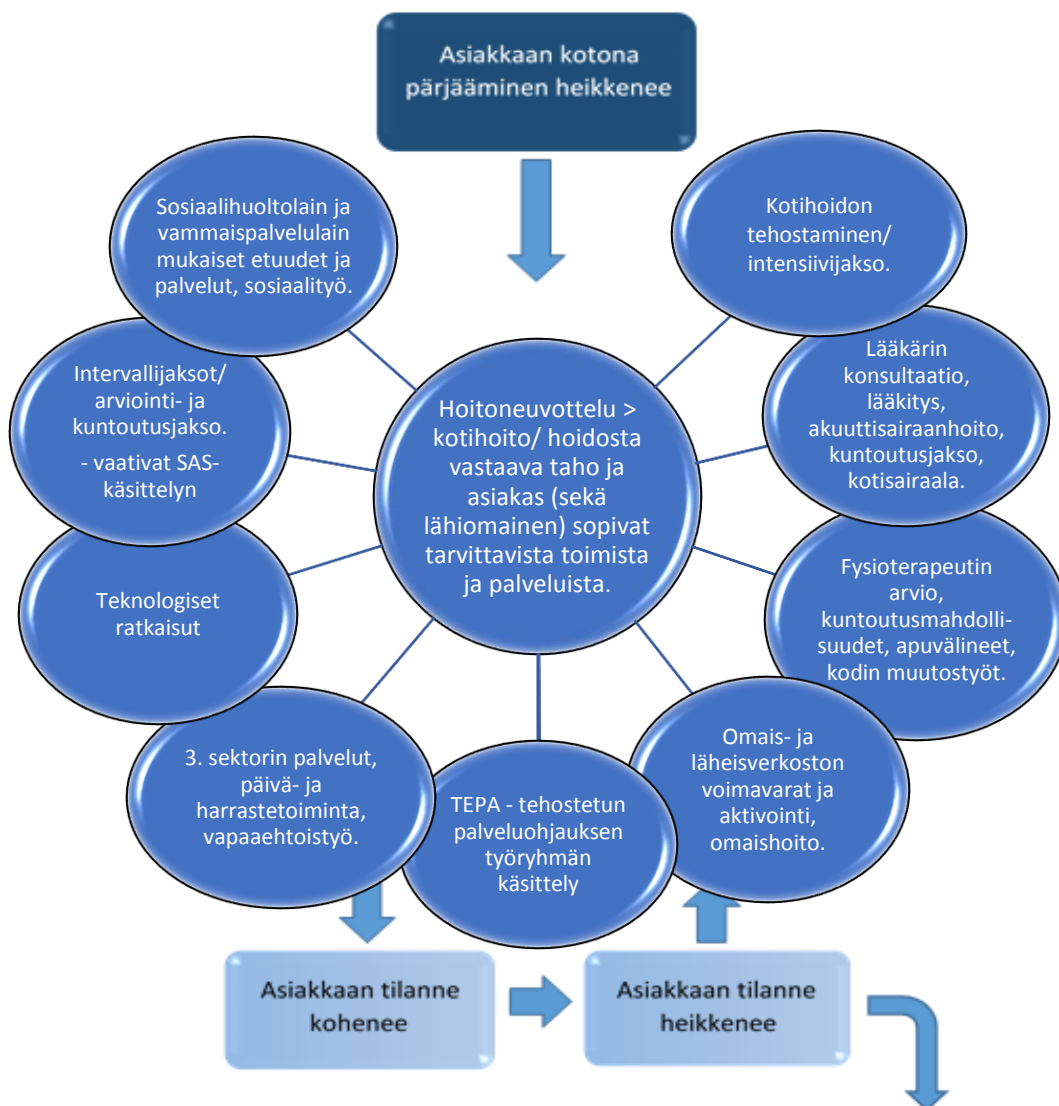 Asiakkaan kotona
pärjääminen heikkenee
Sosiaalihuoltolain ja
vammaispalvelulain
mukaiset etuudet ja
palvelut, sosiaalityö.
Kotihoidon
tehostaminen/
intensiivijakso.
Intervallijaksot/
arviointi- ja
kuntoutusjakso.
- vaativat SAS-
käsittelyn
Hoitoneuvottelu >
kotihoito/ hoidosta
vastaava taho ja
asiakas (sekä
lähiomainen) sopivat
tarvittavista toimista
ja palveluista.
Lääkärin
konsultaatio,
lääkitys,
akuuttisairaanhoito,
kuntoutusjakso,
kotisairaala.
Teknologiset
ratkaisut
Fysioterapeutin
arvio,
kuntoutusmahdolli-
suudet, apuvälineet,
kodin muutostyöt.
3. sektorin palvelut,
päivä- ja
harrastetoiminta,
vapaaehtoistyö.
TEPA - tehostetun
palveluohjauksen
työryhmän
käsittely
Omais- ja
läheisverkoston
voimavarat ja
aktivointi,
omaishoito.
Asiakkaan tilanne
kohenee
Asiakkaan tilanne
heikkenee